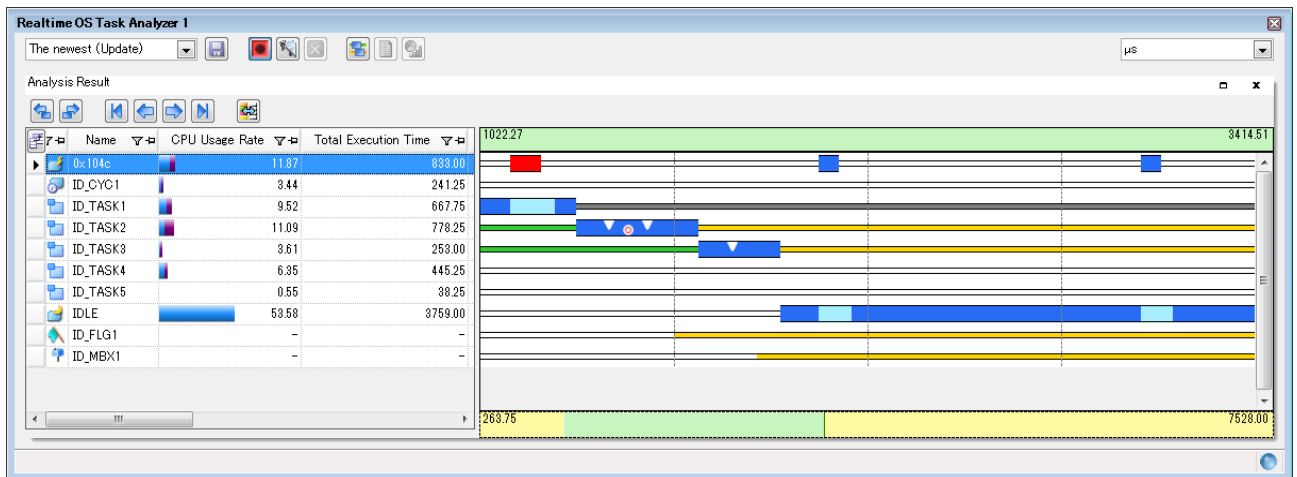 Realtime OS Task Analyzer 1
The newest (Update)
µs
Analysis Result
Name CPU Usage Rate Total Execution Time
1022.27 3414.51
0x104c 11.87 833.00
ID_CYC1 3.44 241.25
ID_TASK1 9.52 667.75
ID_TASK2 11.09 778.25
ID_TASK3 3.61 253.00
ID_TASK4 6.35 445.25
ID_TASK5 0.55 38.25
IDLE 53.58 3759.00
ID_FLG1 - -
ID_MBX1 - -
263.75 7528.00